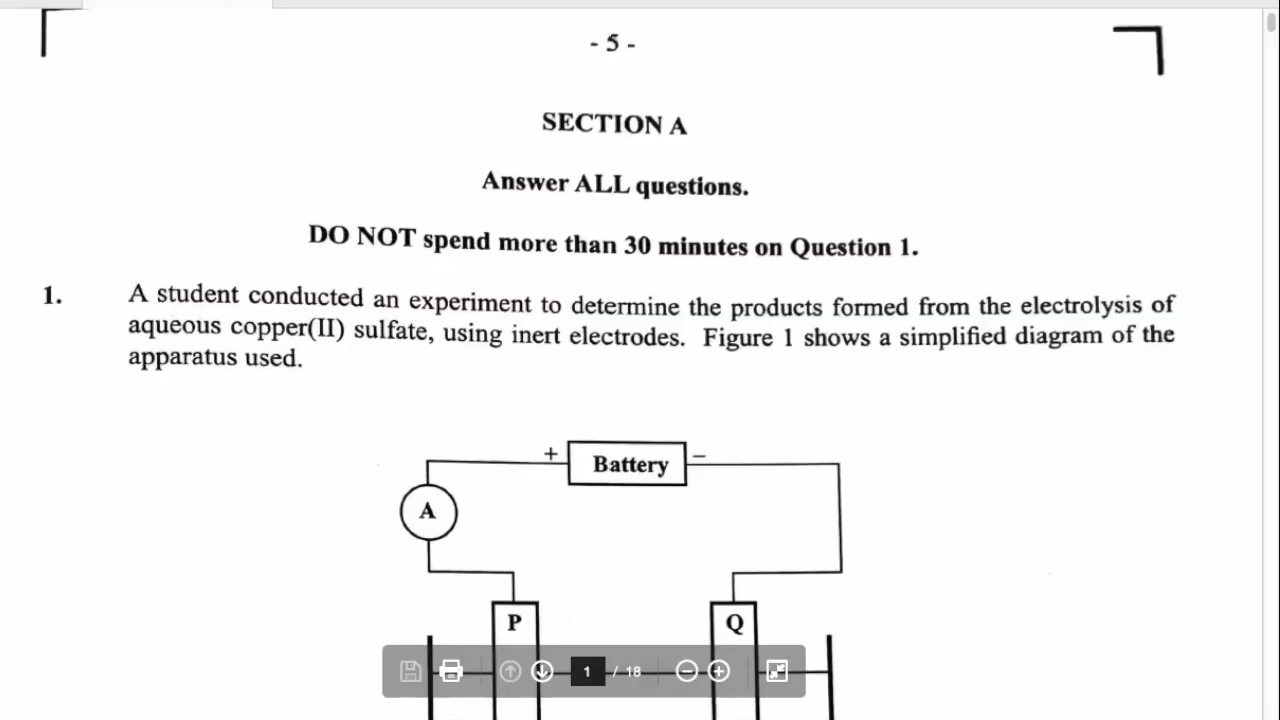 - 5 -
SECTION A
Answer ALL questions.
DO NOT spend more than 30 minutes on Question 1.
1. A student conducted an experiment to determine the products formed from the electrolysis of
aqueous copper(II) sulfate, using inert electrodes. Figure 1 shows a simplified diagram of the
apparatus used.
+ Battery −
A
P Q
1 / 18